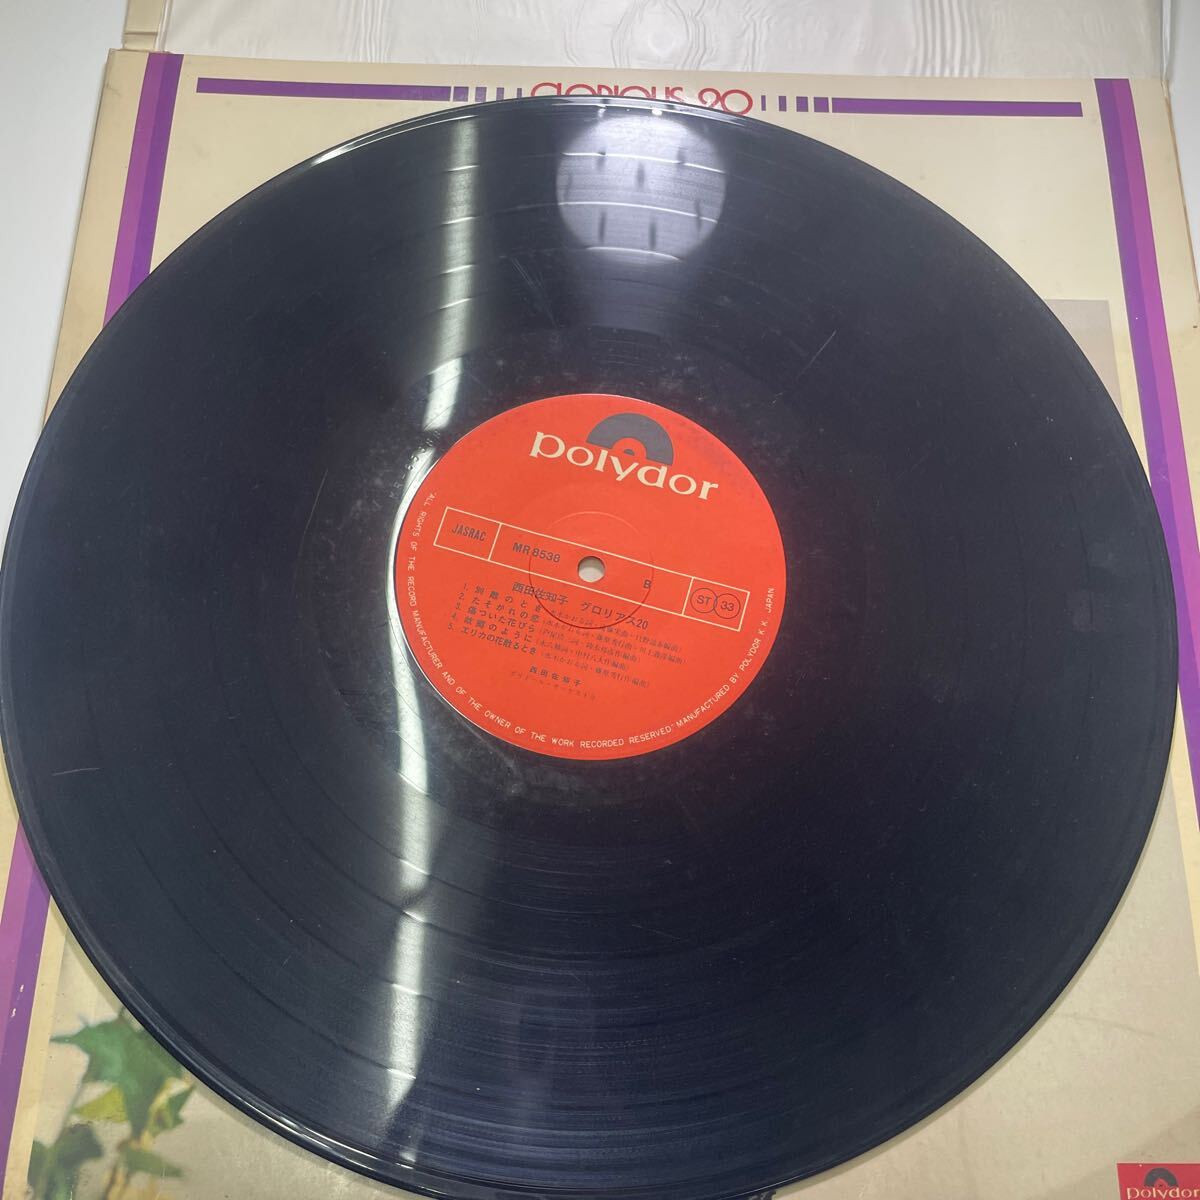 GLORIOUS 20
polydor
JASRAC
MR 8538
B
ST 33
西田佐知子 グロリアス20
1. 別離のとき
2. たそがれの恋
3. 傷ついた花びら
4. 故郷のように
5. エリカの花散るとき
西田佐知子
ALL RIGHTS OF THE RECORD MANUFACTURER AND OF THE OWNER OF THE WORK RECORDED RESERVED· MANUFACTURED BY POLYDOR K.K. JAPAN
polydor